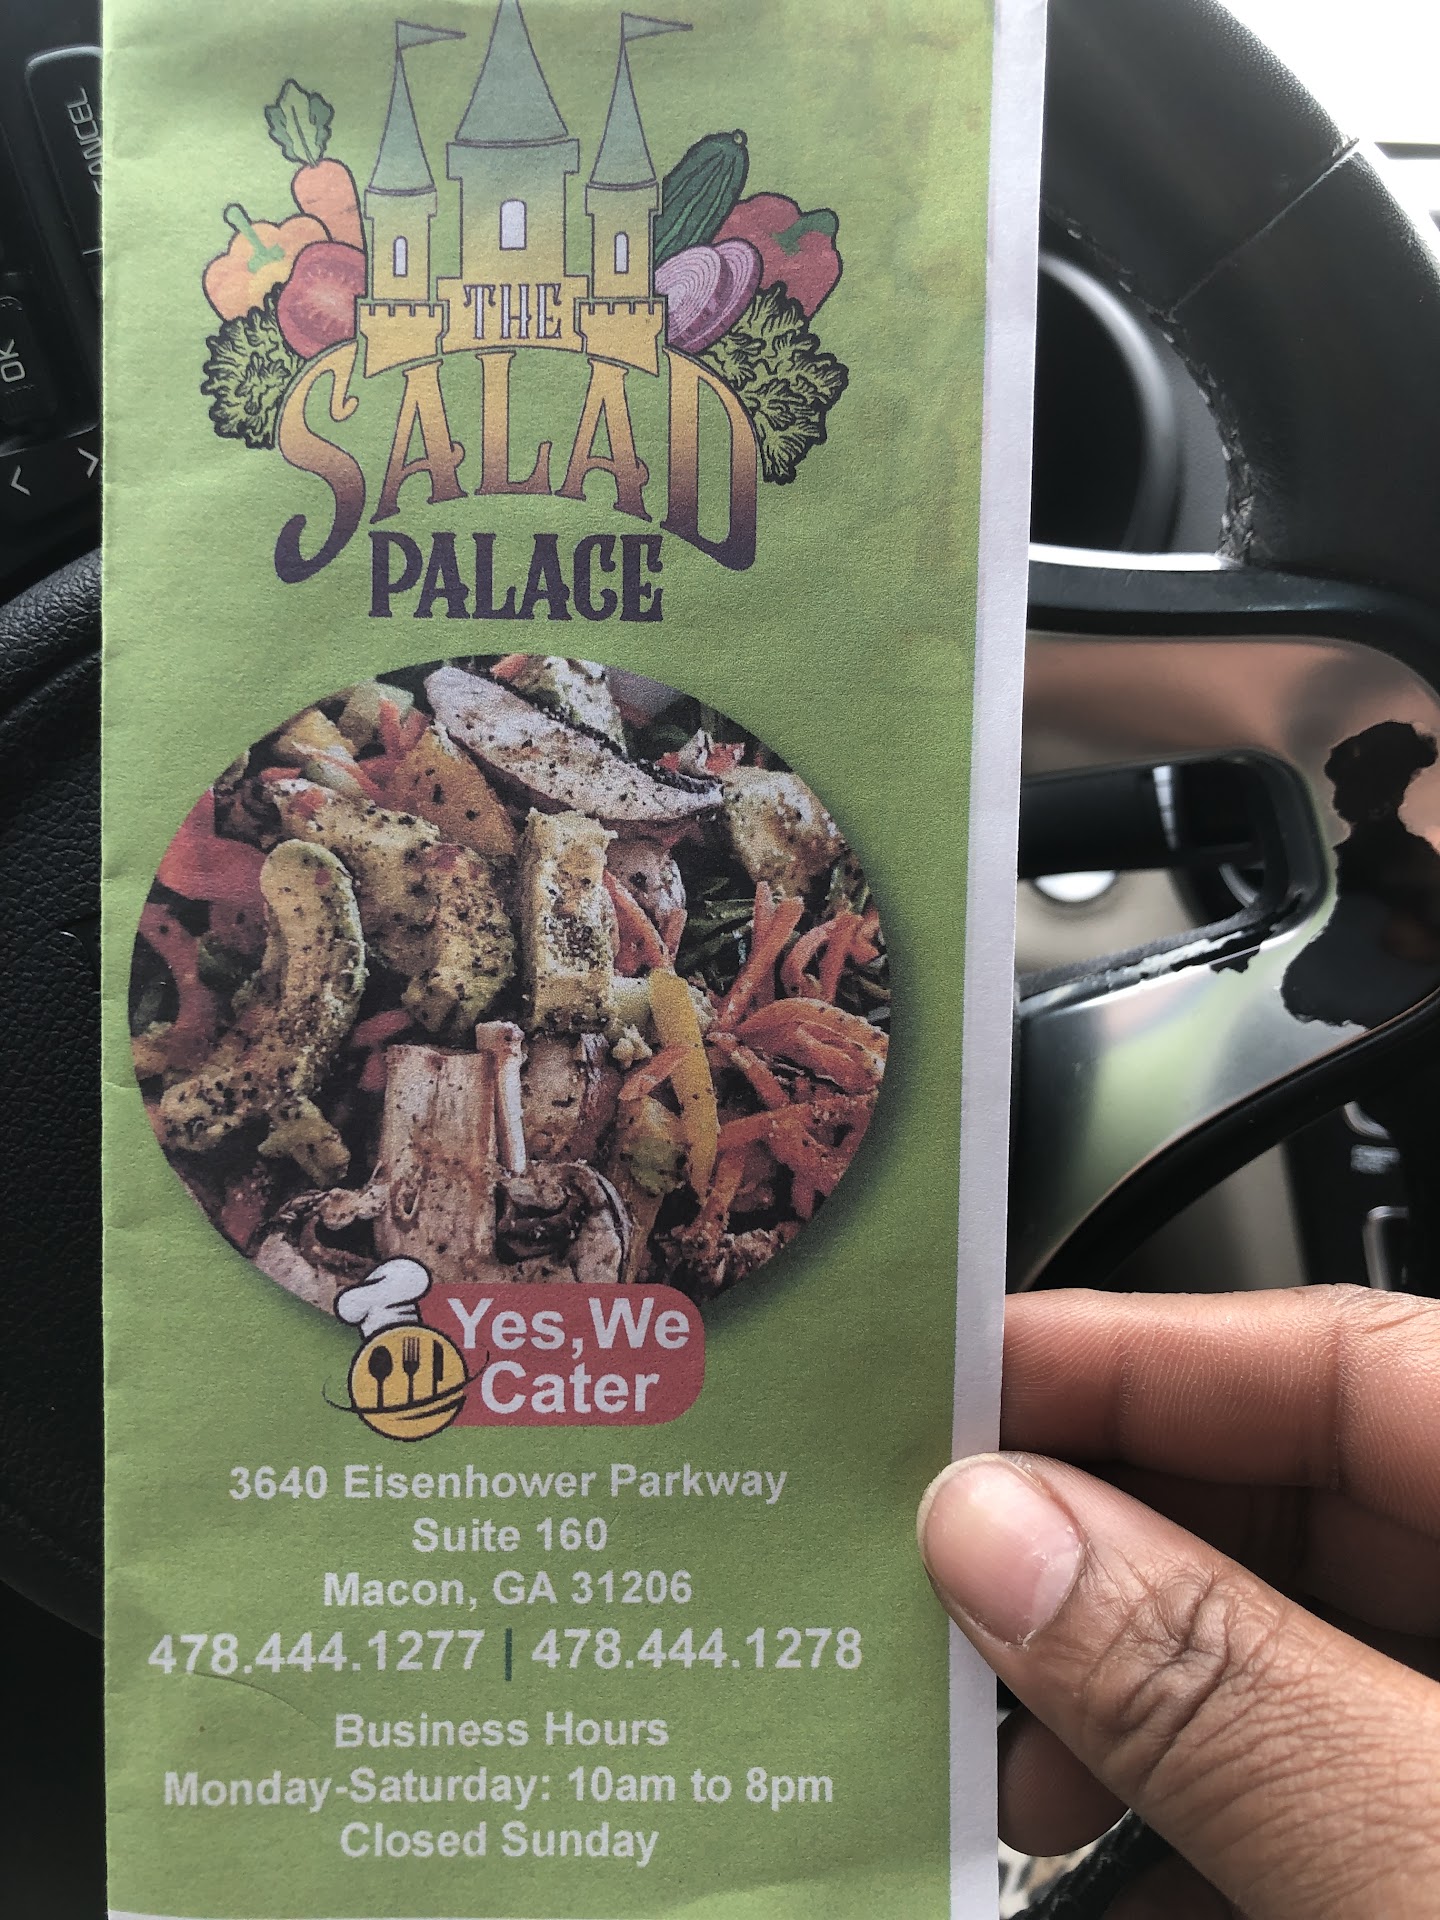 CANCEL
OK
THE
SALAD
PALACE
Yes, We
Cater
3640 Eisenhower Parkway
Suite 160
Macon, GA 31206
478.444.1277 | 478.444.1278
Business Hours
Monday-Saturday: 10am to 8pm
Closed Sunday